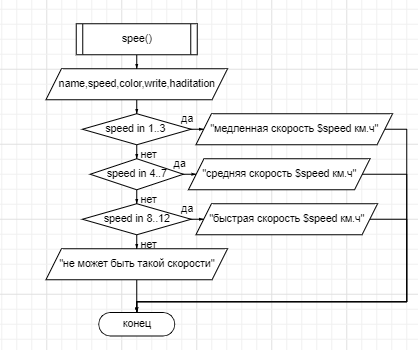 spee()
name,speed,color,write,haditation
speed in 1..3
да
"медленная скорость $speed км.ч"
нет
speed in 4..7
да
"средняя скорость $speed км.ч"
нет
speed in 8..12
да
"быстрая скорость $speed км.ч"
нет
"не может быть такой скорости"
конец